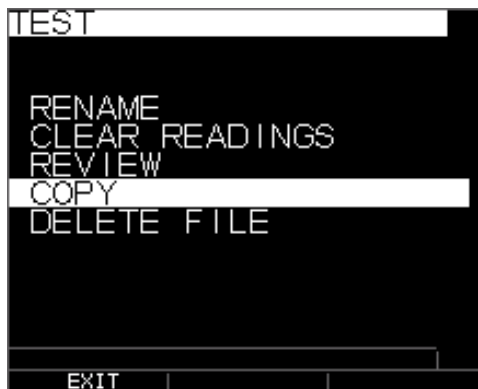 TEST
RENAME
CLEAR READINGS
REVIEW
COPY
DELETE FILE
EXIT